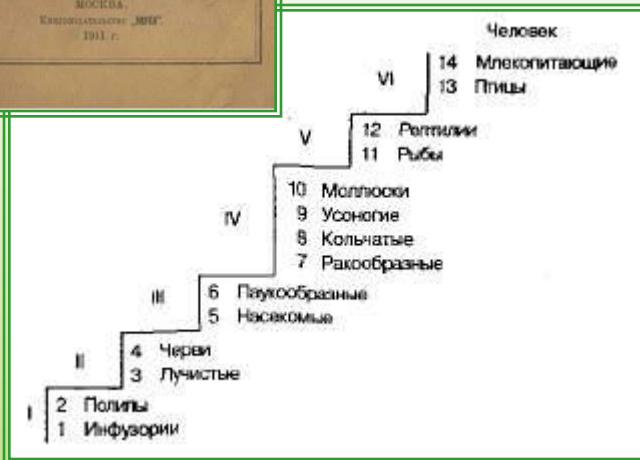 МОСКВА.
Книгоиздательство
1911 г.
Человек
VI
14 Млекопитающие
13 Птицы
V
12 Рептилии
11 Рыбы
IV
10 Моллюски
9 Усоногие
8 Кольчатые
7 Ракообразные
III
6 Паукообразные
5 Насекомые
II
4 Черви
3 Лучистые
I
2 Полипы
1 Инфузории